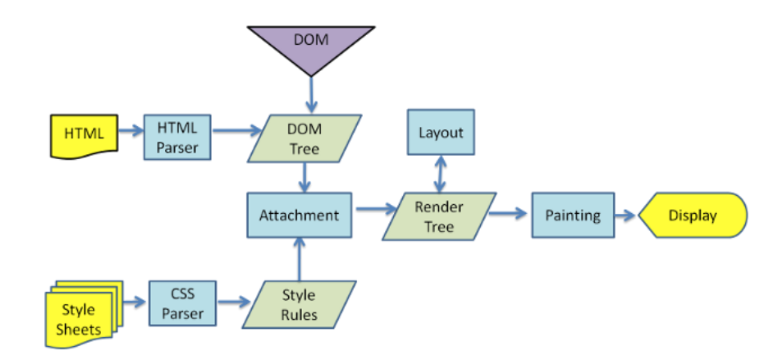 DOM
HTML
HTML
Parser
DOM
Tree
Layout
Attachment
Render
Tree
Painting
Display
Style
Sheets
CSS
Parser
Style
Rules